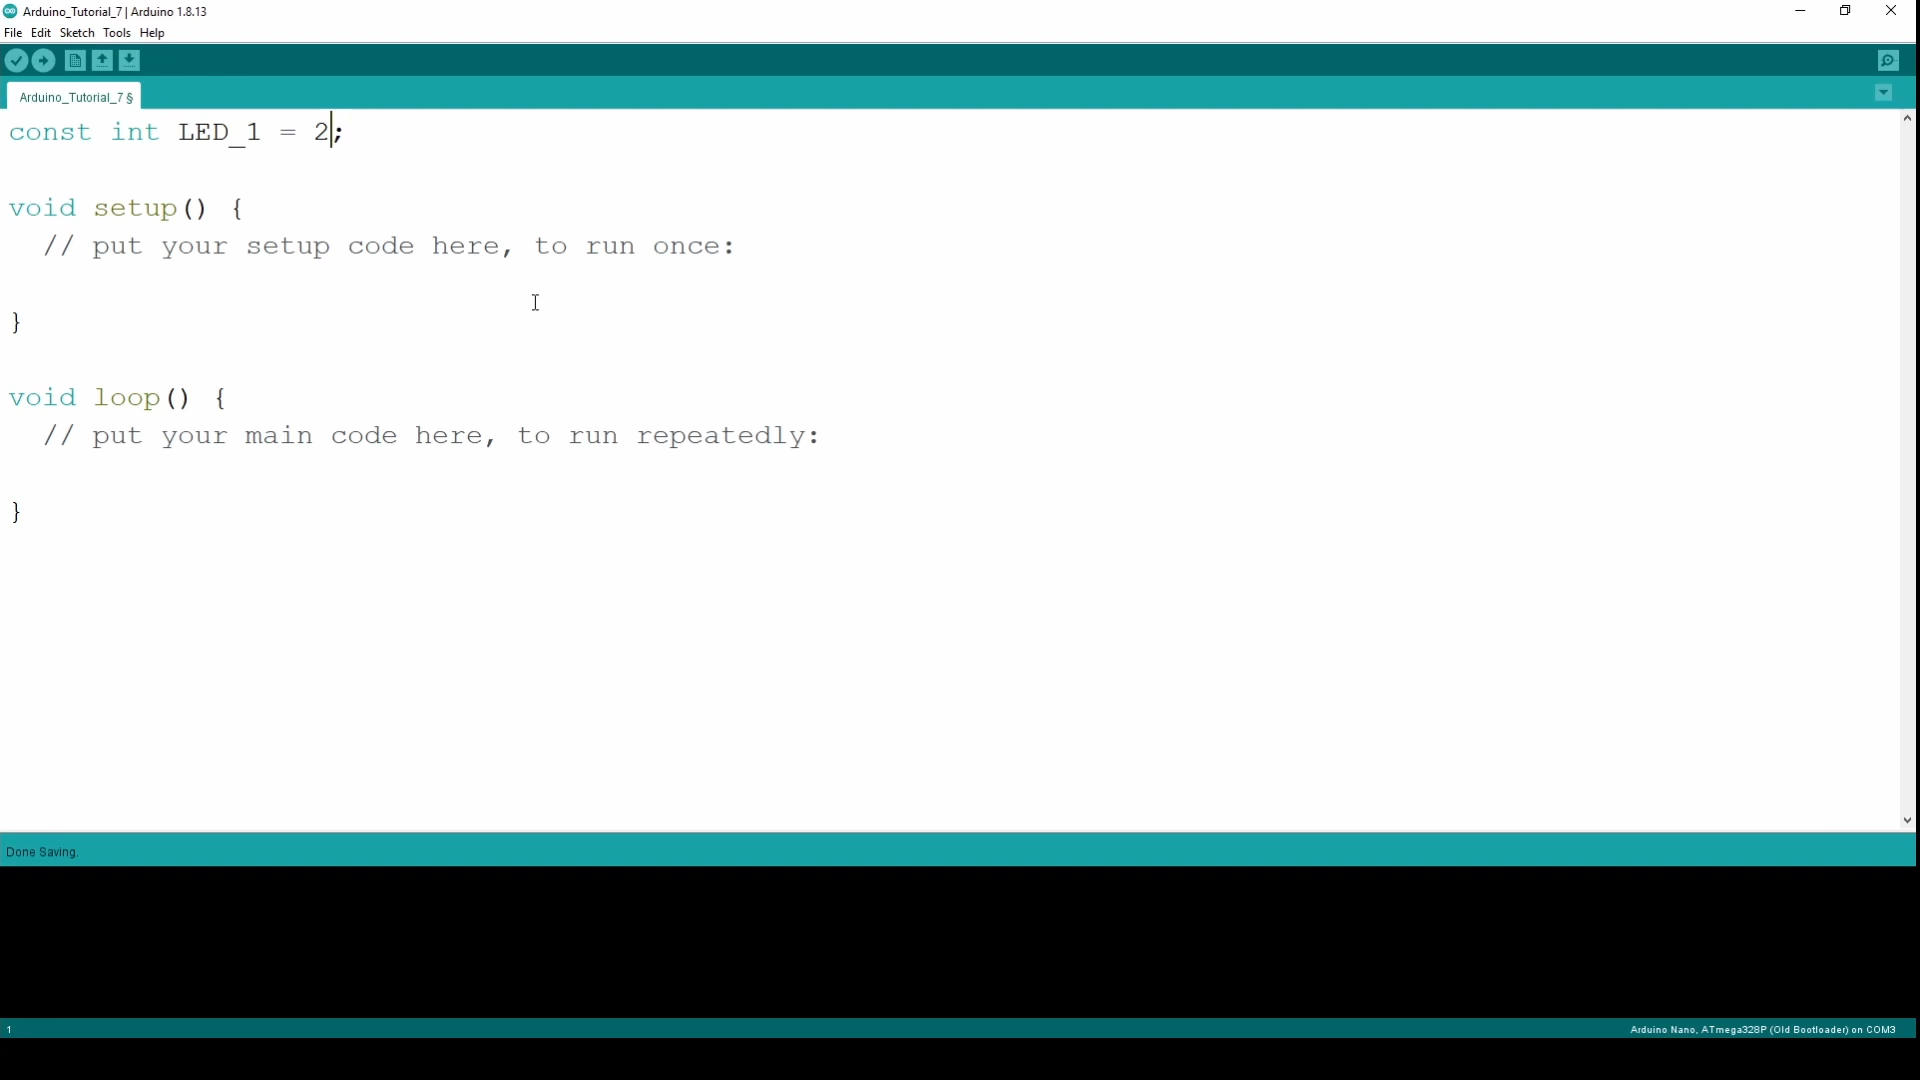 Arduino_Tutorial_7 | Arduino 1.8.13
File Edit Sketch Tools Help
Arduino_Tutorial_7 §
const int LED_1 = 2;
void setup() {
// put your setup code here, to run once:
}
void loop() {
// put your main code here, to run repeatedly:
}
Done Saving.
1 Arduino Nano, ATmega328P (Old Bootloader) on COM3